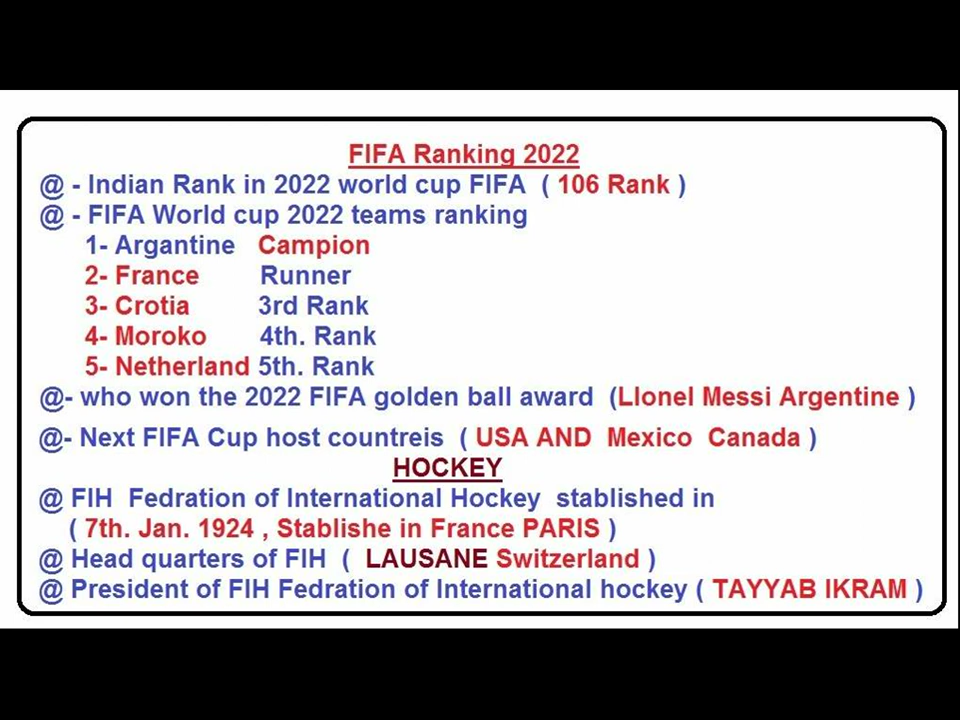 FIFA Ranking 2022
@ - Indian Rank in 2022 world cup FIFA ( 106 Rank )
@ - FIFA World cup 2022 teams ranking
1- Argantine Campion
2- France Runner
3- Crotia 3rd Rank
4- Moroko 4th. Rank
5- Netherland 5th. Rank
@- who won the 2022 FIFA golden ball award (LIonel Messi Argentine )
@- Next FIFA Cup host countreis ( USA AND Mexico Canada )
HOCKEY
@ FIH Fedration of International Hockey stablished in
( 7th. Jan. 1924 , Stablishe in France PARIS )
@ Head quarters of FIH ( LAUSANE Switzerland )
@ President of FIH Fedration of International hockey ( TAYYAB IKRAM )